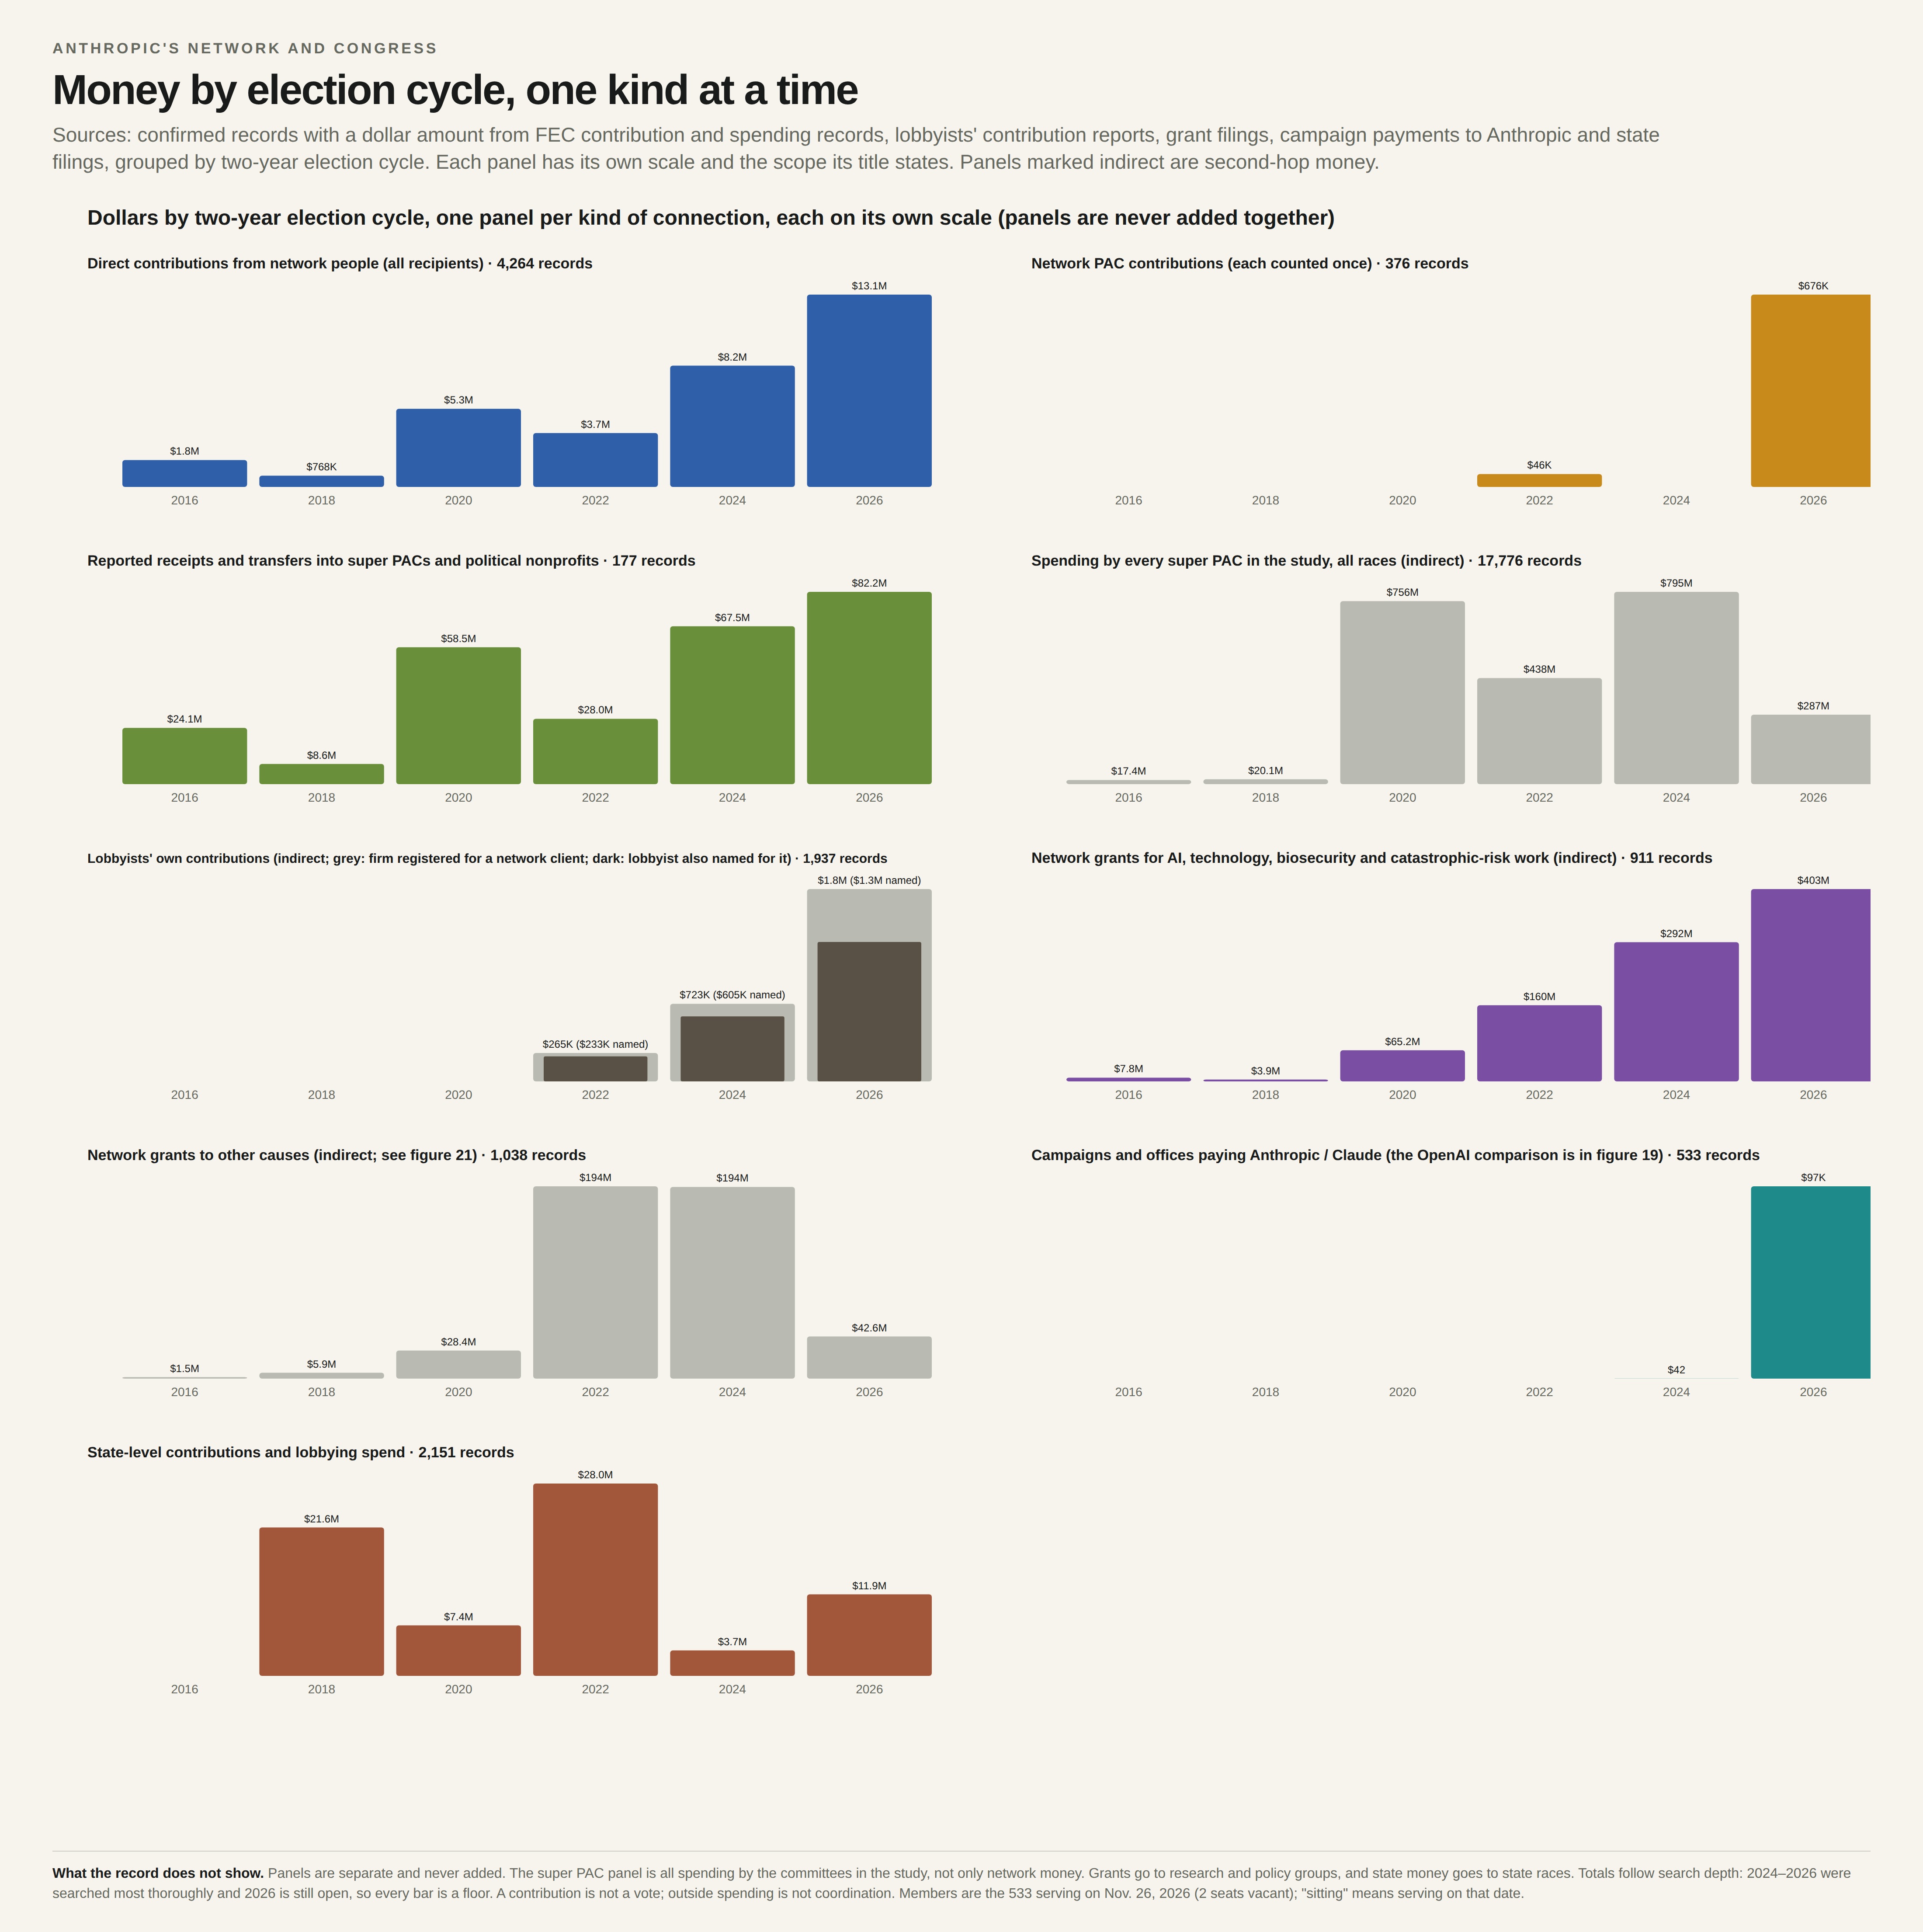 ANTHROPIC'S NETWORK AND CONGRESS
Money by election cycle, one kind at a time
Sources: confirmed records with a dollar amount from FEC contribution and spending records, lobbyists' contribution reports, grant filings, campaign payments to Anthropic and state
filings, grouped by two-year election cycle. Each panel has its own scale and the scope its title states. Panels marked indirect are second-hop money.
Dollars by two-year election cycle, one panel per kind of connection, each on its own scale (panels are never added together)
Direct contributions from network people (all recipients) · 4,264 records
$1.8M
$768K
$5.3M
$3.7M
$8.2M
$13.1M
2016 2018 2020 2022 2024 2026
Network PAC contributions (each counted once) · 376 records
$46K
$676K
2016 2018 2020 2022 2024 2026
Reported receipts and transfers into super PACs and political nonprofits · 177 records
$24.1M
$8.6M
$58.5M
$28.0M
$67.5M
$82.2M
2016 2018 2020 2022 2024 2026
Spending by every super PAC in the study, all races (indirect) · 17,776 records
$17.4M
$20.1M
$756M
$438M
$795M
$287M
2016 2018 2020 2022 2024 2026
Lobbyists' own contributions (indirect; grey: firm registered for a network client; dark: lobbyist also named for it) · 1,937 records
$265K ($233K named)
$723K ($605K named)
$1.8M ($1.3M named)
2016 2018 2020 2022 2024 2026
Network grants for AI, technology, biosecurity and catastrophic-risk work (indirect) · 911 records
$7.8M
$3.9M
$65.2M
$160M
$292M
$403M
2016 2018 2020 2022 2024 2026
Network grants to other causes (indirect; see figure 21) · 1,038 records
$1.5M
$5.9M
$28.4M
$194M
$194M
$42.6M
2016 2018 2020 2022 2024 2026
Campaigns and offices paying Anthropic / Claude (the OpenAI comparison is in figure 19) · 533 records
$42
$97K
2016 2018 2020 2022 2024 2026
State-level contributions and lobbying spend · 2,151 records
$21.6M
$7.4M
$28.0M
$3.7M
$11.9M
2016 2018 2020 2022 2024 2026
What the record does not show. Panels are separate and never added. The super PAC panel is all spending by the committees in the study, not only network money. Grants go to research and policy groups, and state money goes to state races. Totals follow search depth: 2024–2026 were
searched most thoroughly and 2026 is still open, so every bar is a floor. A contribution is not a vote; outside spending is not coordination. Members are the 533 serving on Nov. 26, 2026 (2 seats vacant); "sitting" means serving on that date.